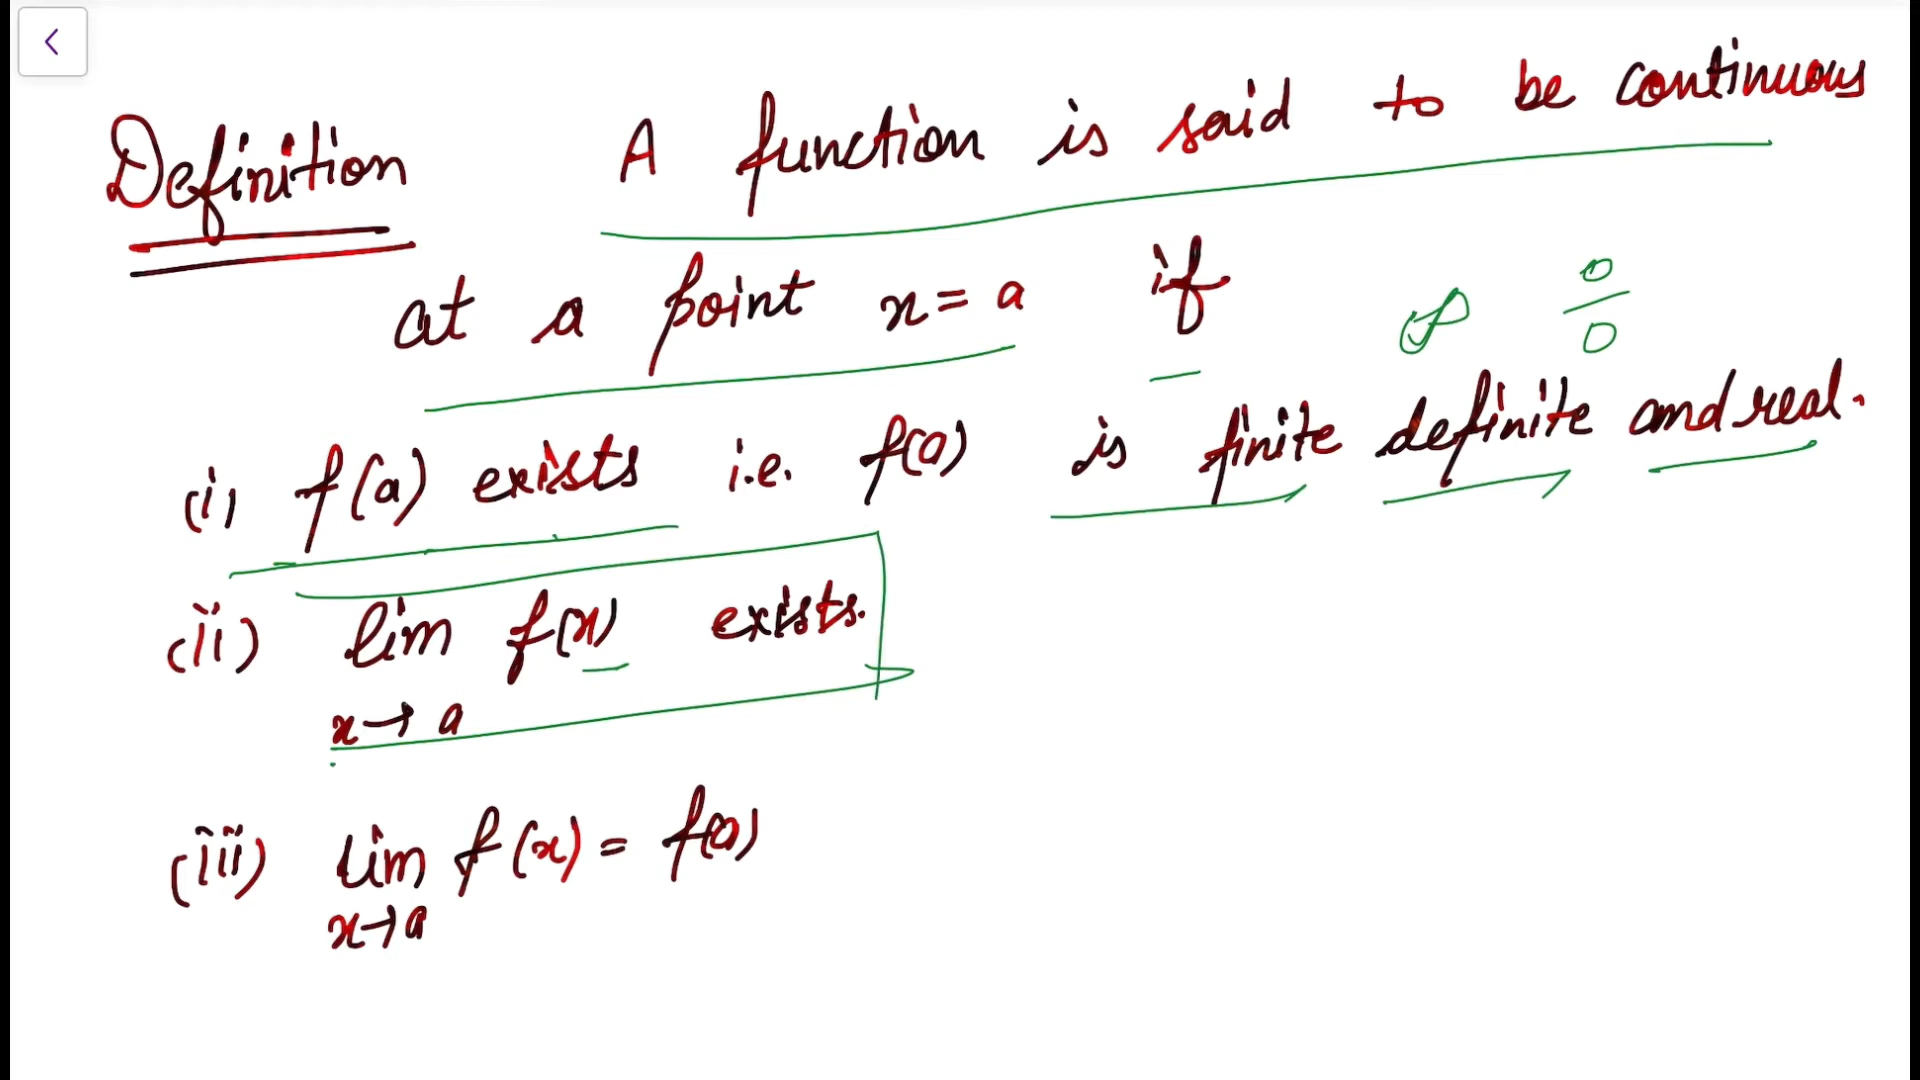 Definition A function is said to be continuous
at a point x = a if
0/0
(i) f(a) exists i.e. f(a) is finite definite and real.
(ii) lim f(x) exists.
x→a
(iii) lim f(x) = f(a)
x→a